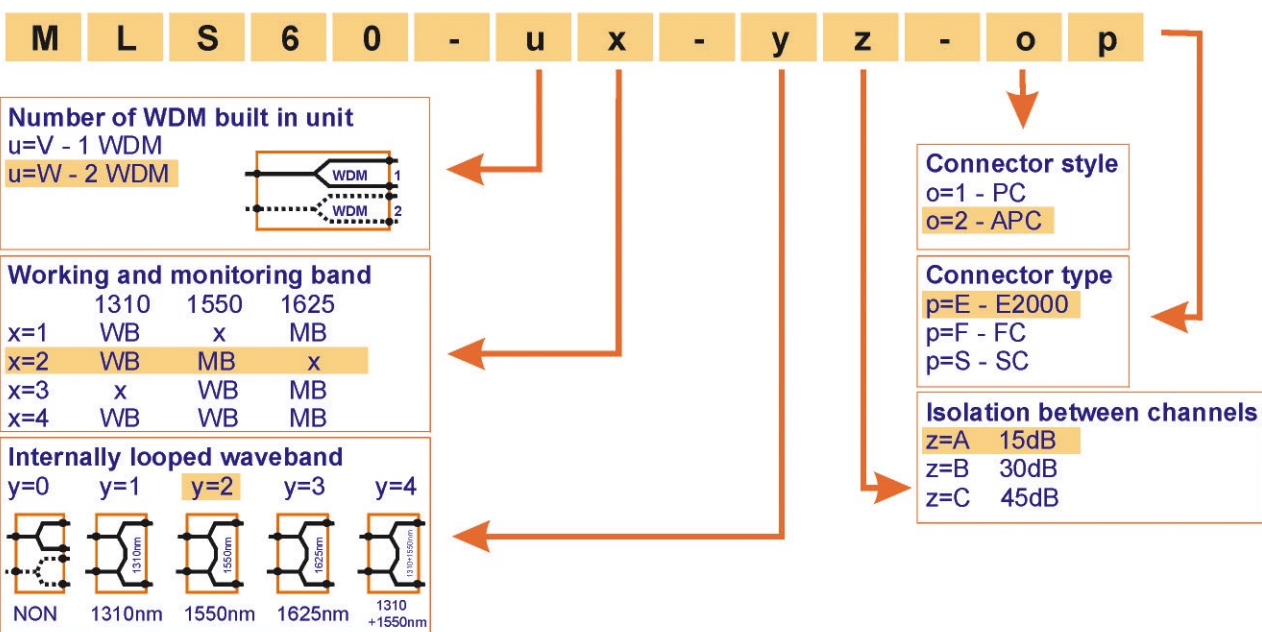 M L S 6 0 - u x - y z - o p
Number of WDM built in unit
u=V - 1 WDM
u=W - 2 WDM
WDM 1
WDM 2
Working and monitoring band
1310 1550 1625
x=1 WB x MB
x=2 WB MB x
x=3 x WB MB
x=4 WB WB MB
Internally looped waveband
y=0 y=1 y=2 y=3 y=4
1310nm 1550nm 1625nm 1310+1550nm
NON 1310nm 1550nm 1625nm 1310
+1550nm
Connector style
o=1 - PC
o=2 - APC
Connector type
p=E - E2000
p=F - FC
p=S - SC
Isolation between channels
z=A 15dB
z=B 30dB
z=C 45dB